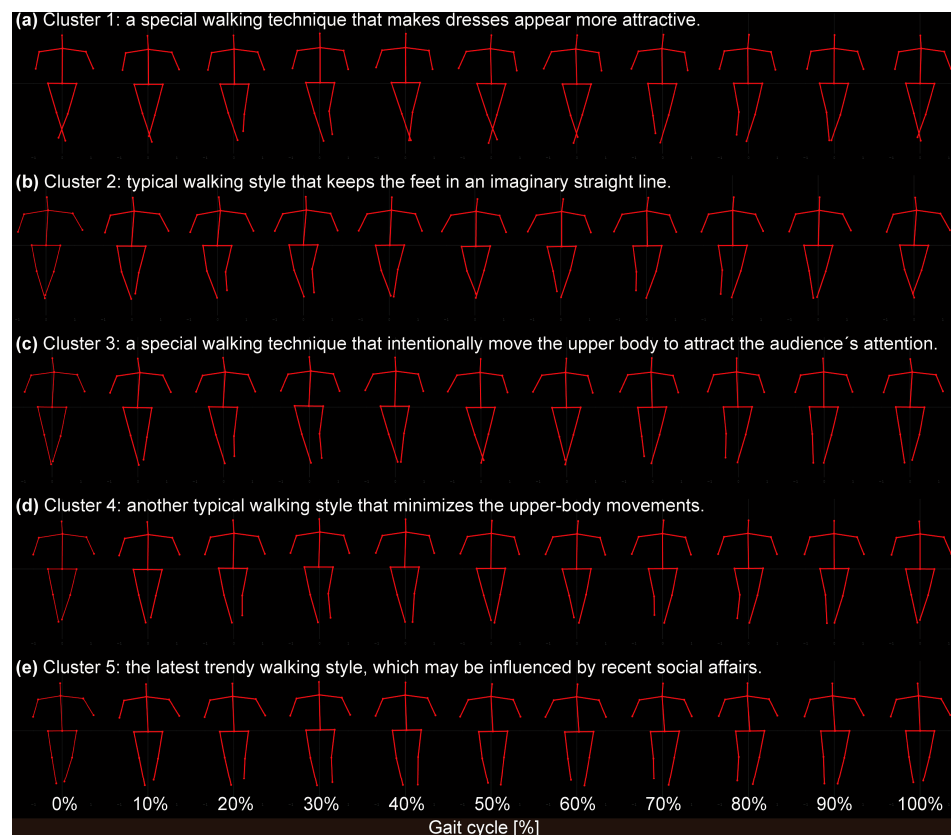 (a) Cluster 1: a special walking technique that makes dresses appear more attractive.
(b) Cluster 2: typical walking style that keeps the feet in an imaginary straight line.
(c) Cluster 3: a special walking technique that intentionally move the upper body to attract the audience´s attention.
(d) Cluster 4: another typical walking style that minimizes the upper-body movements.
(e) Cluster 5: the latest trendy walking style, which may be influenced by recent social affairs.
0% 10% 20% 30% 40% 50% 60% 70% 80% 90% 100%
Gait cycle [%]